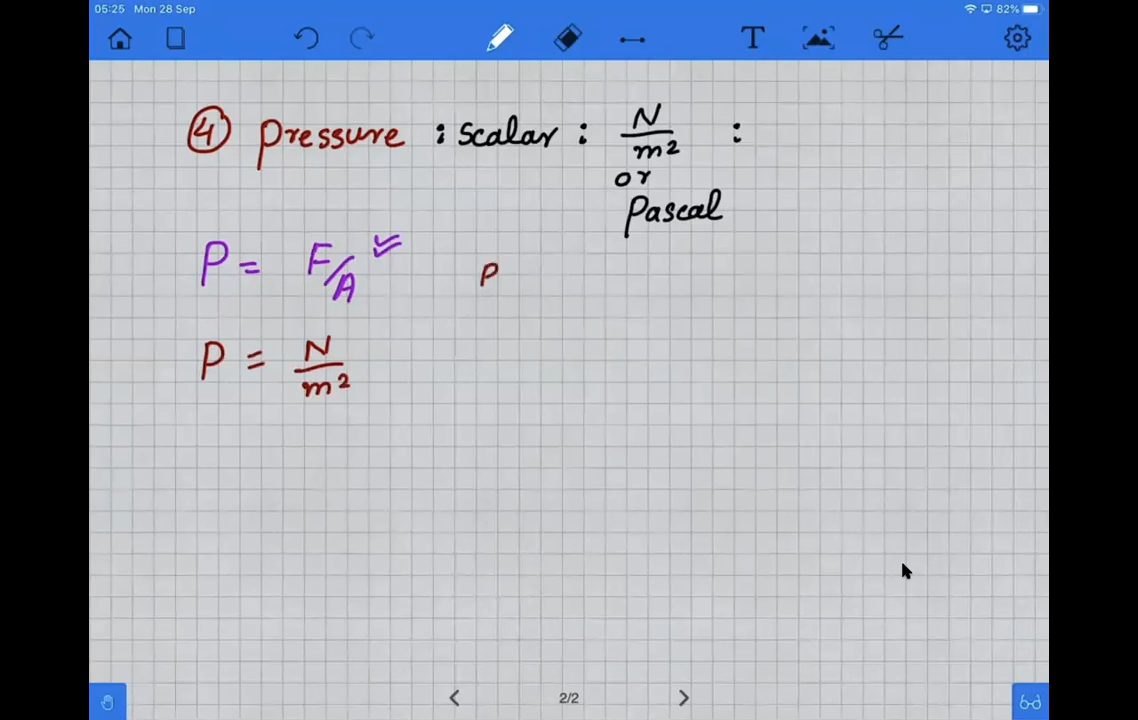 05:25 Mon 28 Sep 82%
T
④ Pressure : scalar : N/m² :
or
Pascal
P = F/A
P
P = N/m²
2/2